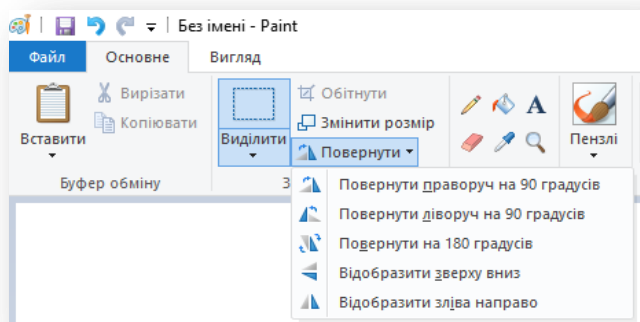 Без імені - Paint
Файл Основне Вигляд
Вставити
Вирізати
Копіювати
Буфер обміну
Виділити
Обітнути
Змінити розмір
Повернути
З
A
Пензлі
Повернути праворуч на 90 градусів
Повернути ліворуч на 90 градусів
Повернути на 180 градусів
Відобразити зверху вниз
Відобразити зліва направо